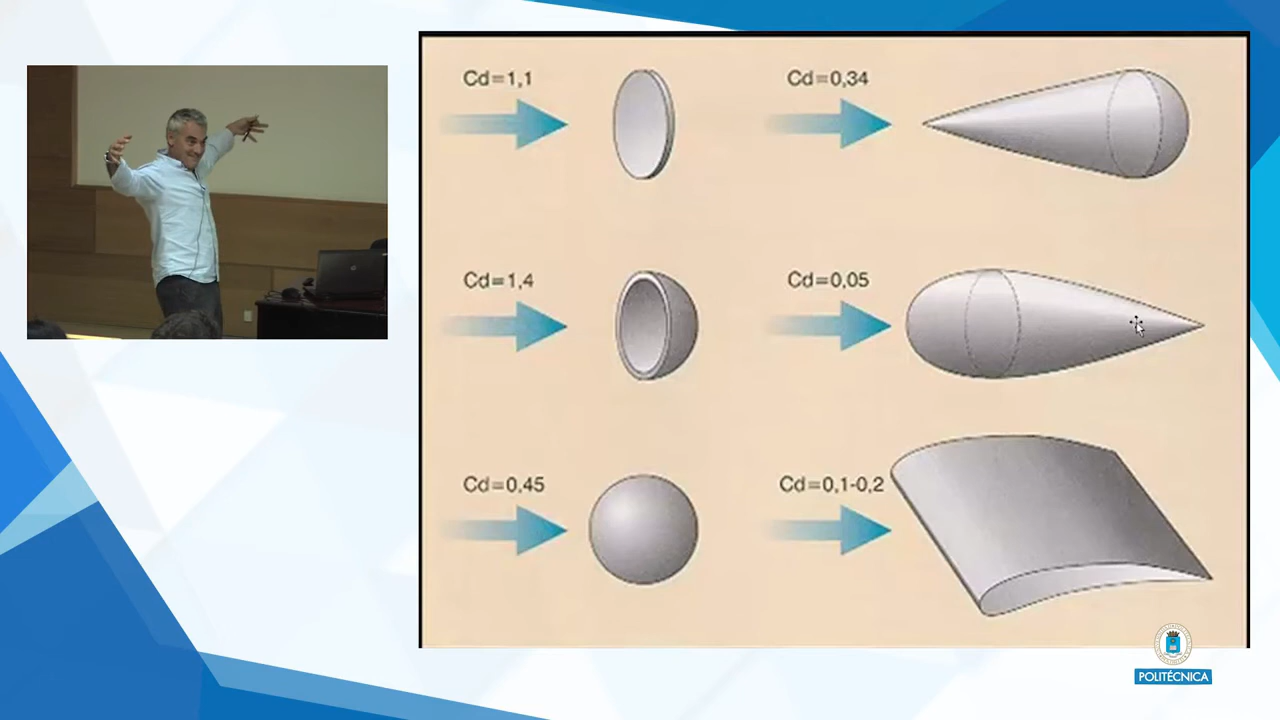 Cd=1,1
Cd=0,34
Cd=1,4
Cd=0,05
Cd=0,45
Cd=0,1-0,2
POLITÉCNICA